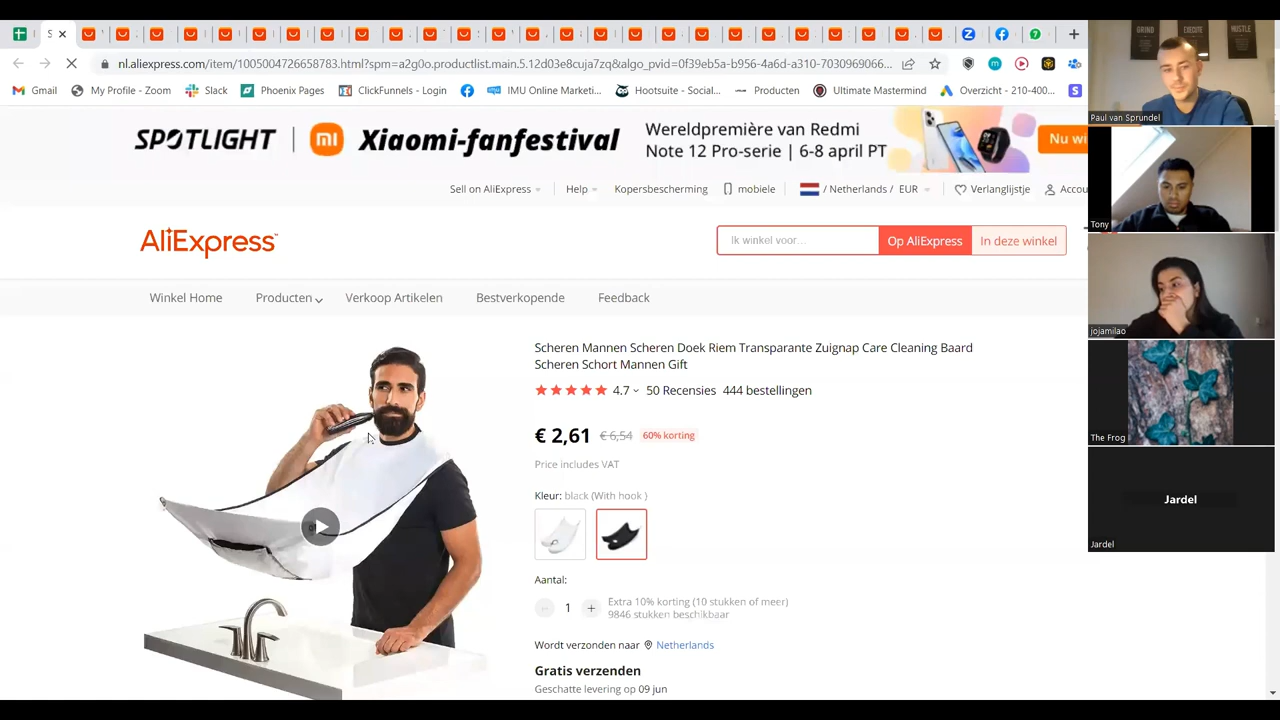 S
nl.aliexpress.com/item/1005004726658783.html?spm=a2g0o.productlist.main.5.12d03e8cuja7zq&algo_pvid=0f39eb5a-b956-4a6d-a310-7030969066...
Gmail My Profile - Zoom Slack Phoenix Pages ClickFunnels - Login IMU Online Marketi... Hootsuite - Social... Producten Ultimate Mastermind Overzicht - 210-400...
SPOTLIGHT | Xiaomi-fanfestival
Wereldpremière van Redmi
Note 12 Pro-serie | 6-8 april PT
Nu wi
Sell on AliExpress Help Kopersbescherming mobiele / Netherlands / EUR Verlanglijstje Accou
AliExpress
Ik winkel voor... Op AliExpress In deze winkel
Winkel Home Producten Verkoop Artikelen Bestverkopende Feedback
Scheren Mannen Scheren Doek Riem Transparante Zuignap Care Cleaning Baard
Scheren Schort Mannen Gift
4.7 50 Recensies 444 bestellingen
€ 2,61 € 6,54 60% korting
Price includes VAT
Kleur: black (With hook )
Aantal:
1
Extra 10% korting (10 stukken of meer)
9846 stukken beschikbaar
Wordt verzonden naar Netherlands
Gratis verzenden
Geschatte levering op 09 jun
GRIND EXECUTE HUSTLE
Paul van Sprundel
Tony
jojamilao
The Frog
Jardel
Jardel